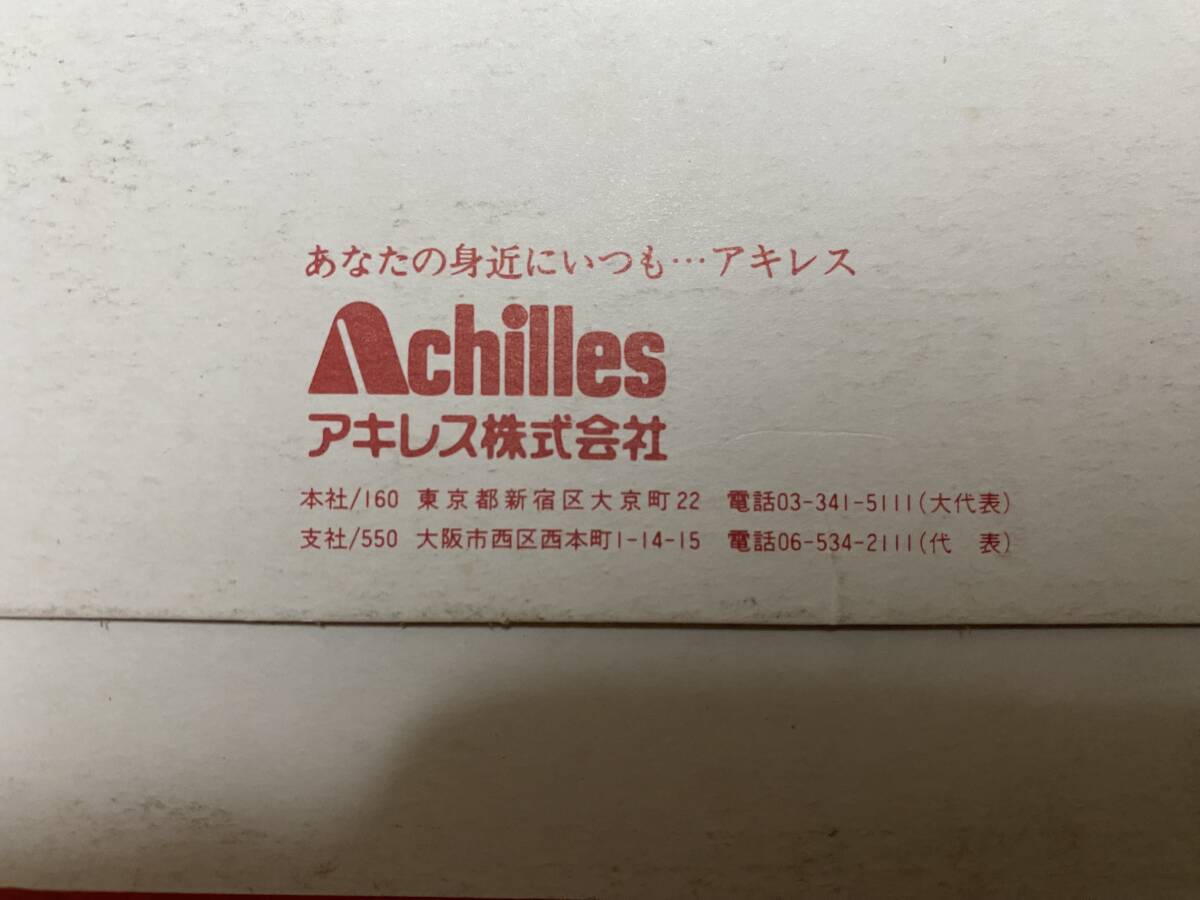 あなたの身近にいつも…アキレス
Achilles
アキレス株式会社
本社/160 東京都新宿区大京町22 電話03-341-5111(大代表)
支社/550 大阪市西区西本町1-14-15 電話06-534-2111(代 表)